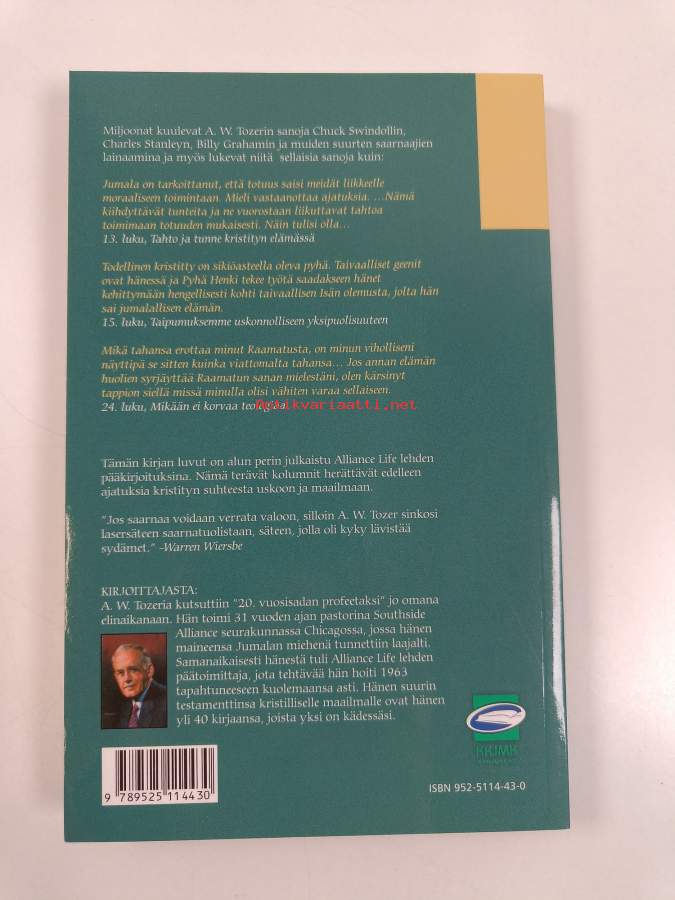 Miljoonat kuulevat A. W. Tozerin sanoja Chuck Swindollin,
Charles Stanleyn, Billy Grahamin ja muiden suurten saarnaajien
lainaamina ja myös lukevat niitä sellaisia sanoja kuin:
Jumala on tarkoittanut, että totuus saisi meidät liikkeelle
moraaliseen toimintaan. Mieli vastaanottaa ajatuksia. ...Nämä
kiihdyttävät tunteita ja ne vuorostaan liikuttavat tahtoa
toimimaan totuuden mukaisesti. Näin tulisi olla...
13. luku, Tahto ja tunne kristityn elämässä
Todellinen kristitty on sikiöasteella oleva pyhä. Taivaalliset geenit
ovat hänessä ja Pyhä Henki tekee työtä saadakseen hänet
kehittymään hengellisesti kohti taivaallisen Isän olemusta, jolta hän
sai jumalallisen elämän.
15. luku, Taipumuksemme uskonnolliseen yksipuolisuuteen
Mikä tahansa erottaa minut Raamatusta, on minun viholliseni
näyttipä se sitten kuinka viattomalta tahansa... Jos annan elämän
huolien syrjäyttää Raamatun sanan mielestäni, olen kärsinyt
tappion siellä missä minulla olisi vähiten varaa sellaiseen.
24. luku, Mikään ei korvaa teologiaa
Antikvariaatti.net
Tämän kirjan luvut on alun perin julkaistu Alliance Life lehden
pääkirjoituksina. Nämä terävät kolumnit herättävät edelleen
ajatuksia kristityn suhteesta uskoon ja maailmaan.
"Jos saarnaa voidaan verrata valoon, silloin A. W. Tozer sinkosi
lasersäteen saarnatuolistaan, säteen, jolla oli kyky lävistää
sydämet." -Warren Wiersbe
KIRJOITTAJASTA:
A. W. Tozeria kutsuttiin "20. vuosisadan profeetaksi" jo omana
elinaikanaan. Hän toimi 31 vuoden ajan pastorina Southside
Alliance seurakunnassa Chicagossa, jossa hänen
maineensa Jumalan miehenä tunnettiin laajalti.
Samanaikaisesti hänestä tuli Alliance Life lehden
päätoimittaja, jota tehtävää hän hoiti 1963
tapahtuneeseen kuolemaansa asti. Hänen suurin
testamenttinsa kristilliselle maailmalle ovat hänen
yli 40 kirjaansa, joista yksi on kädessäsi.
KKJMK
9 789525 114430
ISBN 952-5114-43-0